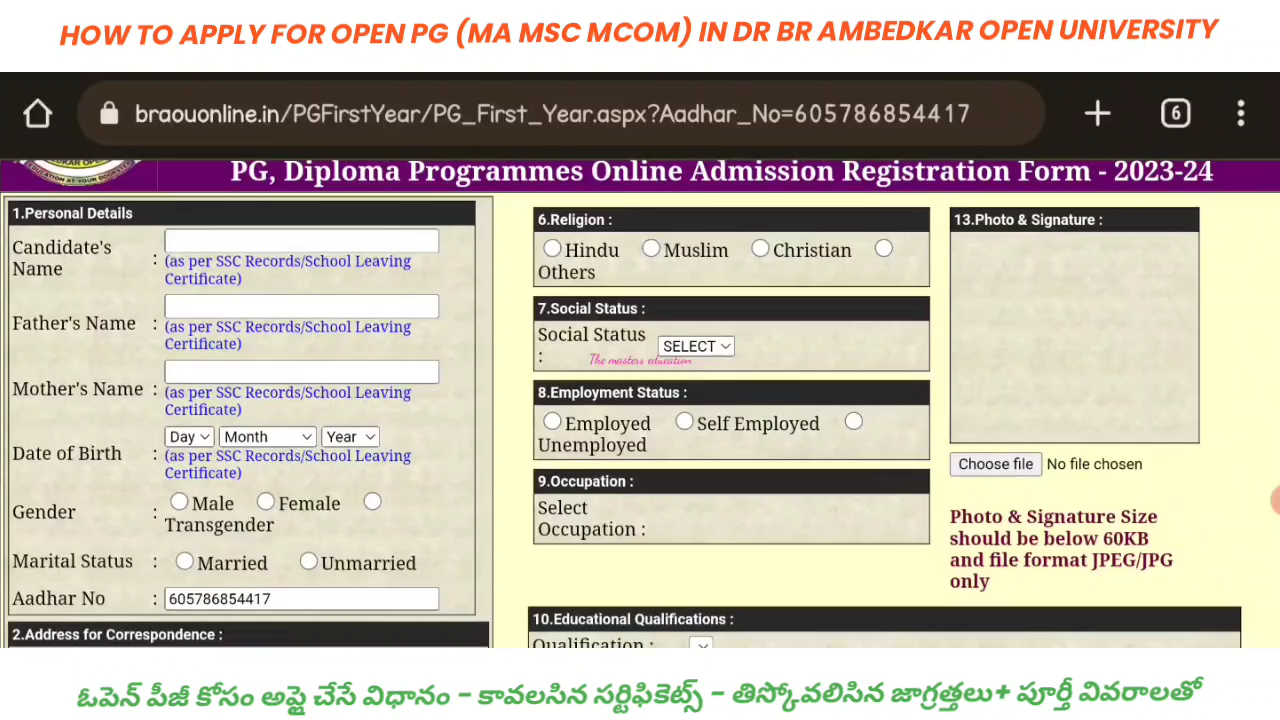 HOW TO APPLY FOR OPEN PG (MA MSC MCOM) IN DR BR AMBEDKAR OPEN UNIVERSITY
braouonline.in/PGFirstYear/PG_First_Year.aspx?Aadhar_No=605786854417
6
PG, Diploma Programmes Online Admission Registration Form - 2023-24
1.Personal Details
Candidate's Name :
(as per SSC Records/School Leaving
Certificate)
Father's Name :
(as per SSC Records/School Leaving
Certificate)
Mother's Name :
(as per SSC Records/School Leaving
Certificate)
Date of Birth : Day Month Year
(as per SSC Records/School Leaving
Certificate)
Gender : Male Female
Transgender
Marital Status : Married Unmarried
Aadhar No : 605786854417
2.Address for Correspondence :
6.Religion :
Hindu Muslim Christian
Others
7.Social Status :
Social Status
: SELECT
The masters education
8.Employment Status :
Employed Self Employed
Unemployed
9.Occupation :
Select
Occupation :
10.Educational Qualifications :
Qualification :
13.Photo & Signature :
Choose file No file chosen
Photo & Signature Size
should be below 60KB
and file format JPEG/JPG
only
ఓపెన్ పీజీ కోసం అప్లై చేసే విధానం - కావలసిన సర్టిఫికెట్స్ - తీస్కోవలిసిన జాగ్రత్తలు+ పూర్తీ వివరాలతో